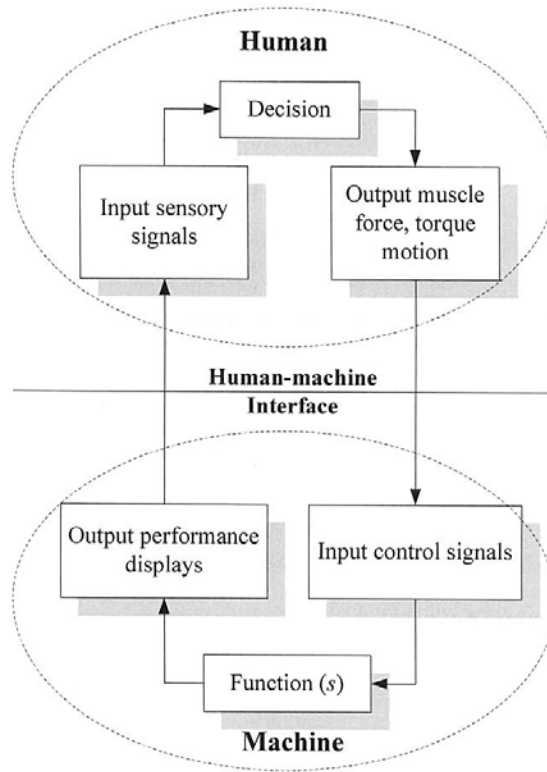 Human
Decision
Input sensory
signals
Output muscle
force, torque
motion
Human-machine
Interface
Output performance
displays
Input control signals
Function (s)
Machine